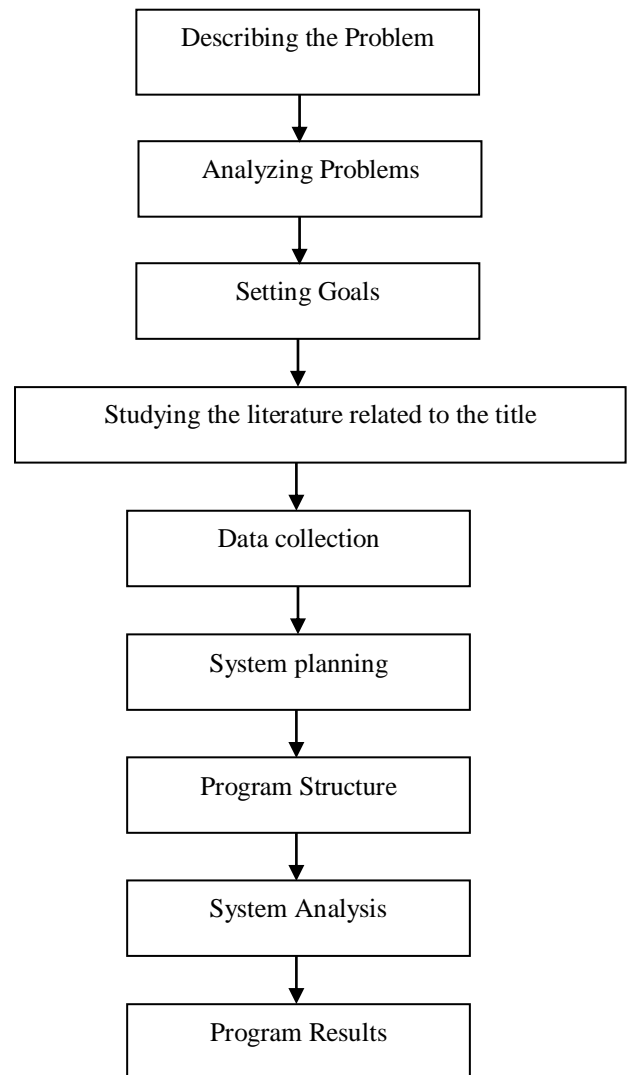 Describing the Problem
Analyzing Problems
Setting Goals
Studying the literature related to the title
Data collection
System planning
Program Structure
System Analysis
Program Results